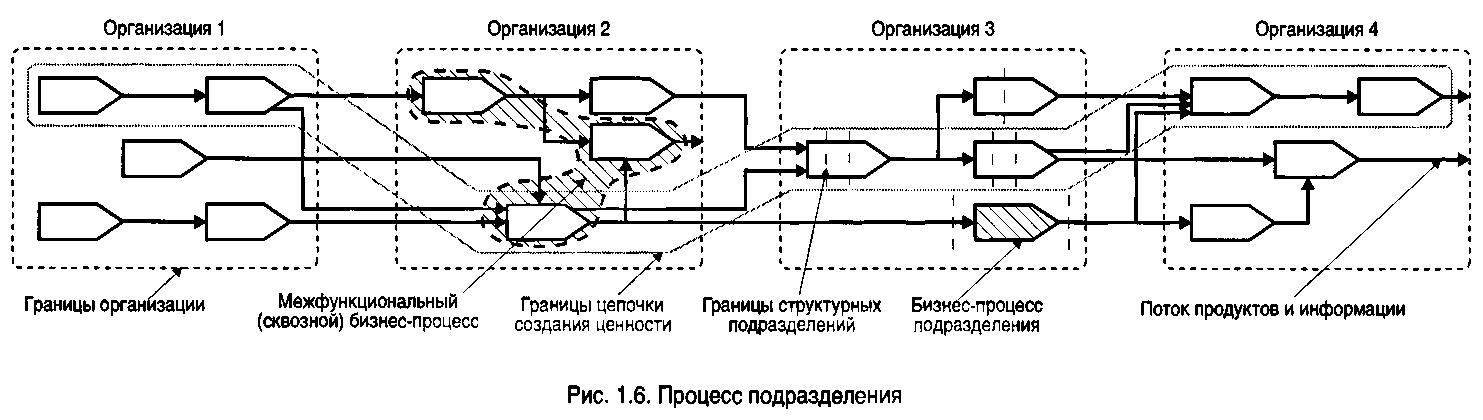 Организация 1
Организация 2
Организация 3
Организация 4
Границы организации
Межфункциональный
(сквозной) бизнес-процесс
Границы цепочки
создания ценности
Границы структурных
подразделений
Бизнес-процесс
подразделения
Поток продуктов и информации
Рис. 1.6. Процесс подразделения